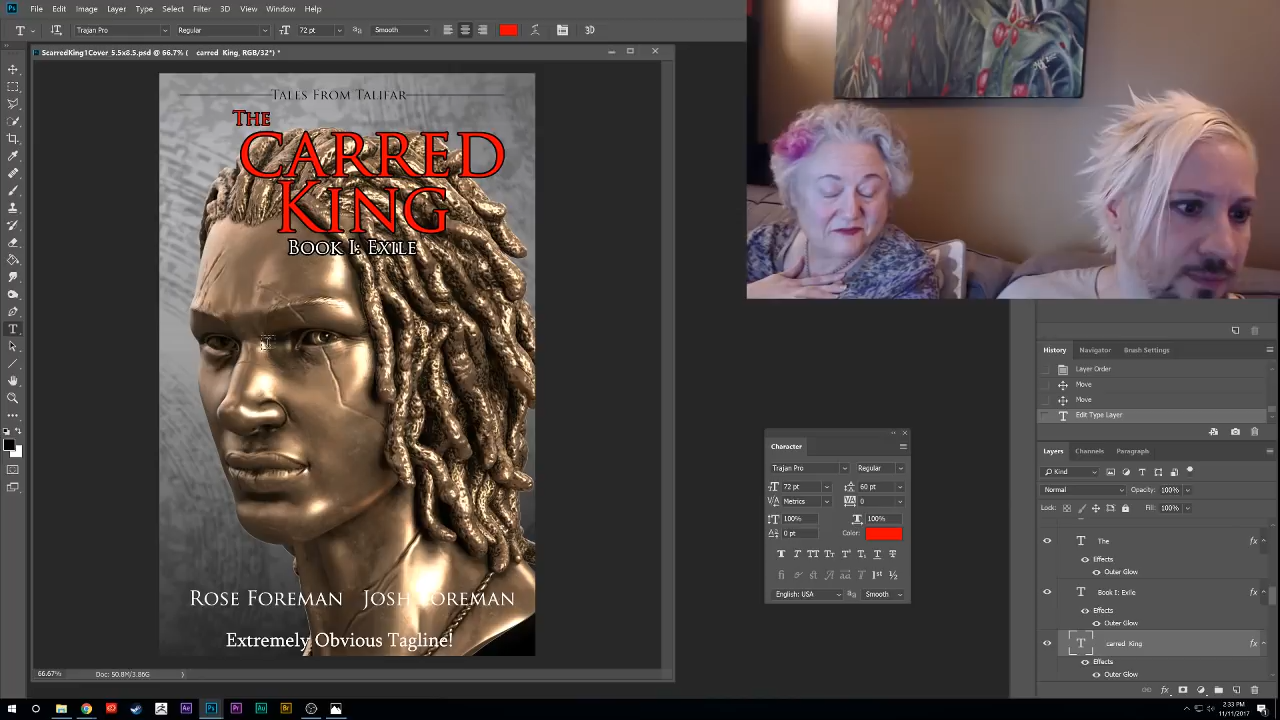 Ps File Edit Image Layer Type Select Filter 3D View Window Help
T Trajan Pro Regular 72 pt Smooth 3D
ScarredKing1Cover_5.5x8.5.psd @ 66.7% ( carred King, RGB/32*) *
Tales From Talifar
The
Carred
King
Book I: Exile
Rose Foreman Josh Foreman
Extremely Obvious Tagline!
66.67% Doc: 50.8M/3.86G
Character
Trajan Pro Regular
72 pt 60 pt
Metrics 0
100% 100%
0 pt Color:
English: USA Smooth
History Navigator Brush Settings
Layer Order
Move
Move
Edit Type Layer
Layers Channels Paragraph
Kind
Normal Opacity: 100%
Lock: Fill: 100%
The fx
Effects
Outer Glow
Book I: Exile fx
Effects
Outer Glow
carred King fx
Effects
Outer Glow
2:33 PM
11/11/2017